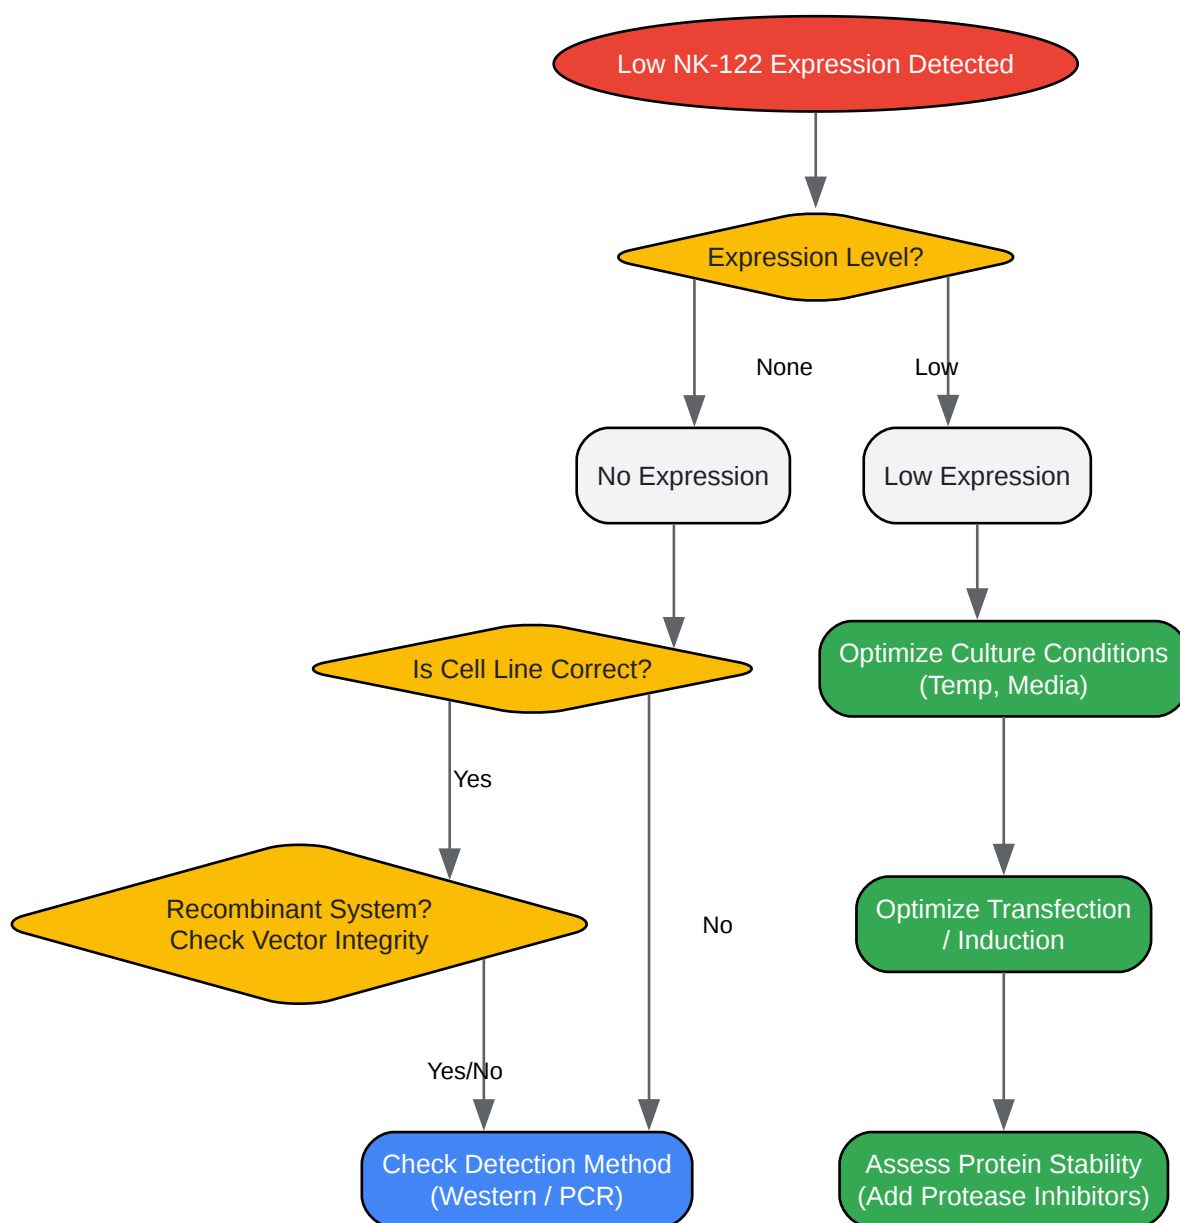 Low NK-122 Expression Detected
Expression Level?
None
Low
No Expression
Low Expression
Is Cell Line Correct?
Optimize Culture Conditions
(Temp, Media)
Yes
Recombinant System?
Check Vector Integrity
No
Optimize Transfection
/ Induction
Yes/No
Check Detection Method
(Western / PCR)
Assess Protein Stability
(Add Protease Inhibitors)